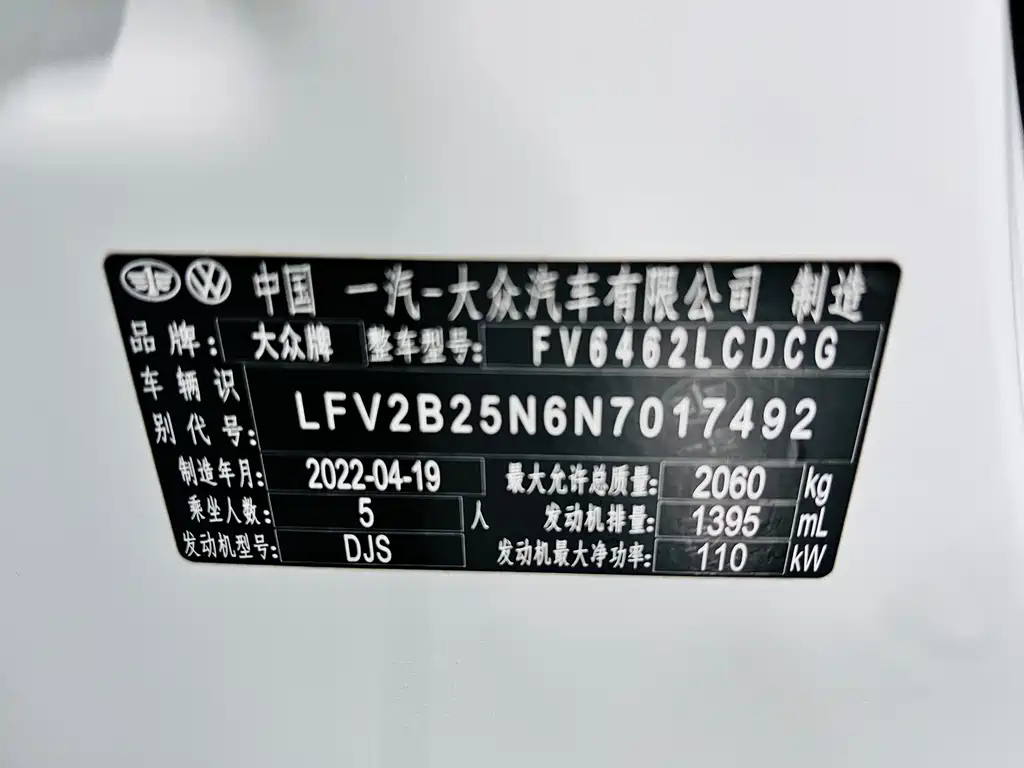 中国 一汽-大众汽车有限公司 制造
品牌: 大众牌 整车型号: FV6462LCDCG
车辆识别代号: LFV2B25N6N7017492
制造年月: 2022-04-19 最大允许总质量: 2060 kg
乘坐人数: 5 人 发动机排量: 1395 mL
发动机型号: DJS 发动机最大净功率: 110 kW